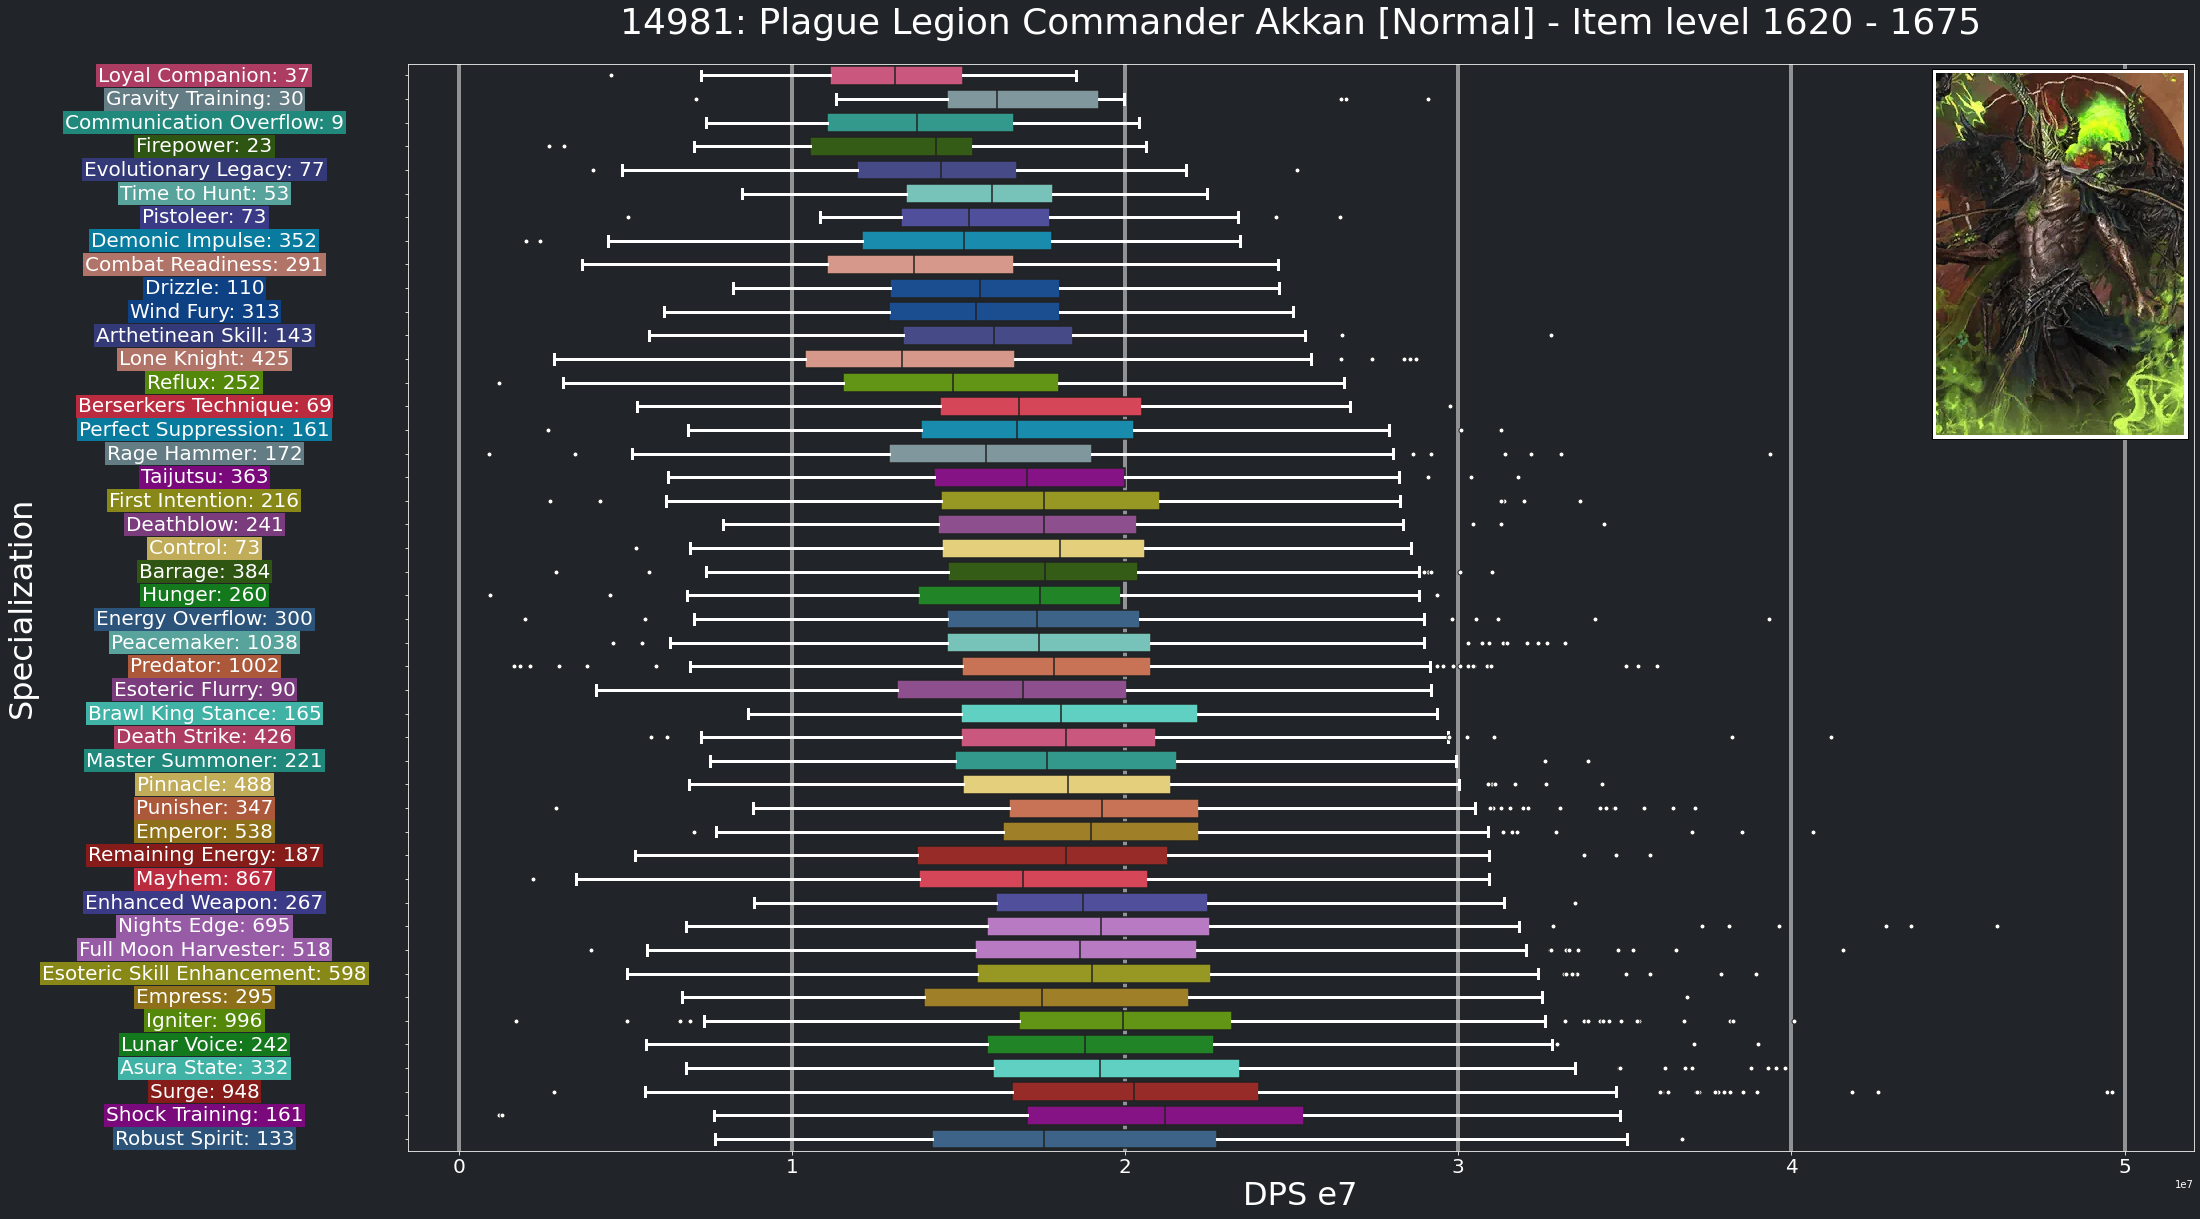 14981: Plague Legion Commander Akkan [Normal] - Item level 1620 - 1675
Specialization
Loyal Companion: 37
Gravity Training: 30
Communication Overflow: 9
Firepower: 23
Evolutionary Legacy: 77
Time to Hunt: 53
Pistoleer: 73
Demonic Impulse: 352
Combat Readiness: 291
Drizzle: 110
Wind Fury: 313
Arthetinean Skill: 143
Lone Knight: 425
Reflux: 252
Berserkers Technique: 69
Perfect Suppression: 161
Rage Hammer: 172
Taijutsu: 363
First Intention: 216
Deathblow: 241
Control: 73
Barrage: 384
Hunger: 260
Energy Overflow: 300
Peacemaker: 1038
Predator: 1002
Esoteric Flurry: 90
Brawl King Stance: 165
Death Strike: 426
Master Summoner: 221
Pinnacle: 488
Punisher: 347
Emperor: 538
Remaining Energy: 187
Mayhem: 867
Enhanced Weapon: 267
Nights Edge: 695
Full Moon Harvester: 518
Esoteric Skill Enhancement: 598
Empress: 295
Igniter: 996
Lunar Voice: 242
Asura State: 332
Surge: 948
Shock Training: 161
Robust Spirit: 133
0 1 2 3 4 5
1e7
DPS e7